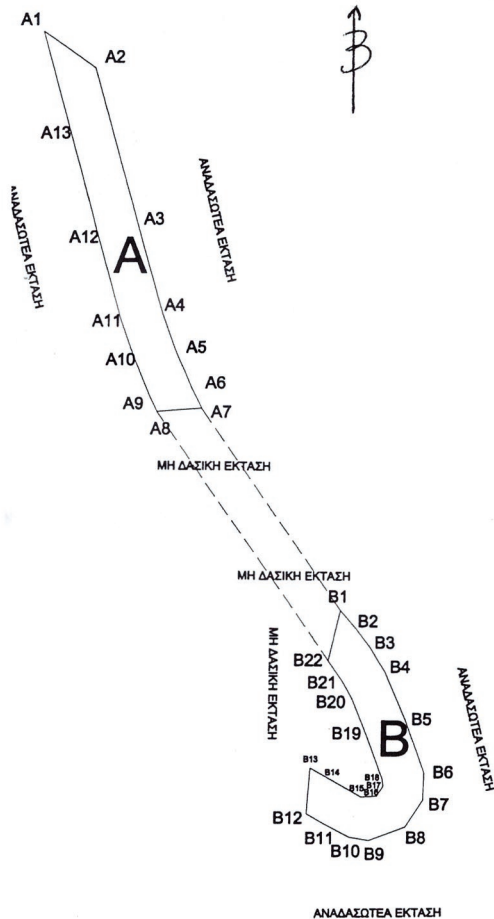 A1
A2
Β
A13
ΑΝΑΔΑΣΩΤΕΑ ΕΚΤΑΣΗ
ΑΝΑΔΑΣΩΤΕΑ ΕΚΤΑΣΗ
A3
A12
A
A4
A11
A5
A10
A6
A9
A7
A8
ΜΗ ΔΑΣΙΚΗ ΕΚΤΑΣΗ
ΜΗ ΔΑΣΙΚΗ ΕΚΤΑΣΗ
B1
B2
ΜΗ ΔΑΣΙΚΗ ΕΚΤΑΣΗ
B3
B22
B4
ΑΝΑΔΑΣΩΤΕΑ ΕΚΤΑΣΗ
B21
B20
B5
B19
B
B13
B14
B18
B6
B17
B15
B16
B7
B12
B11
B8
B10
B9
ΑΝΑΔΑΣΩΤΕΑ ΕΚΤΑΣΗ